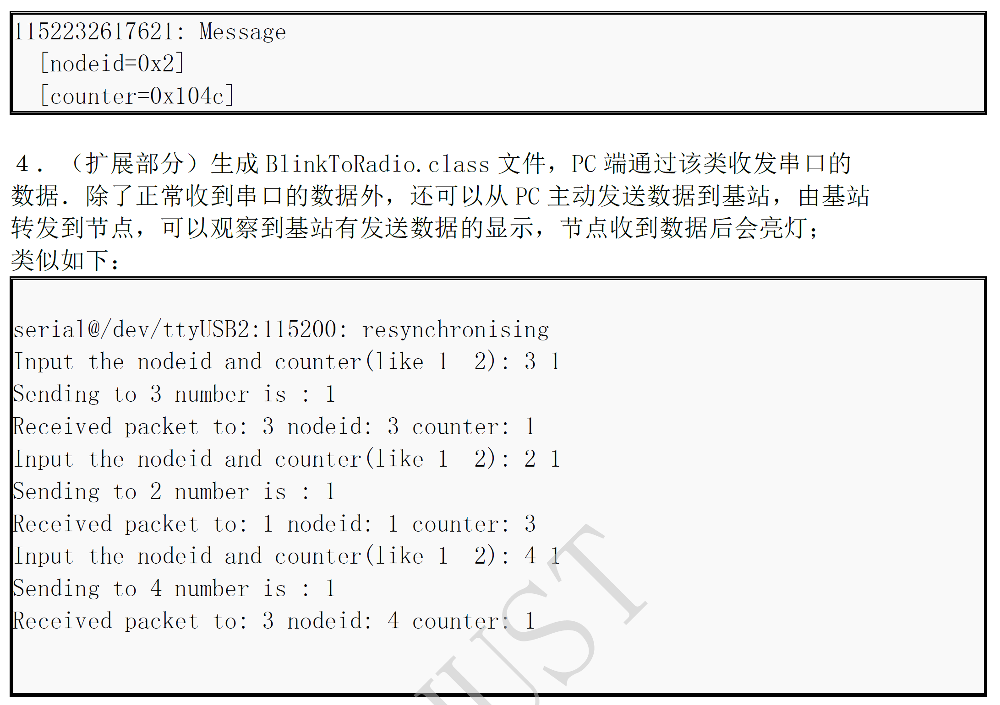 1152232617621: Message
[nodeid=0x2]
[counter=0x104c]
４．（扩展部分）生成 BlinkToRadio.class 文件，PC 端通过该类收发串口的
数据．除了正常收到串口的数据外，还可以从 PC 主动发送数据到基站，由基站
转发到节点，可以观察到基站有发送数据的显示，节点收到数据后会亮灯；
类似如下：
serial@/dev/ttyUSB2:115200: resynchronising
Input the nodeid and counter(like 1  2): 3 1
Sending to 3 number is : 1
Received packet to: 3 nodeid: 3 counter: 1
Input the nodeid and counter(like 1  2): 2 1
Sending to 2 number is : 1
Received packet to: 1 nodeid: 1 counter: 3
Input the nodeid and counter(like 1  2): 4 1
Sending to 4 number is : 1
Received packet to: 3 nodeid: 4 counter: 1
UST